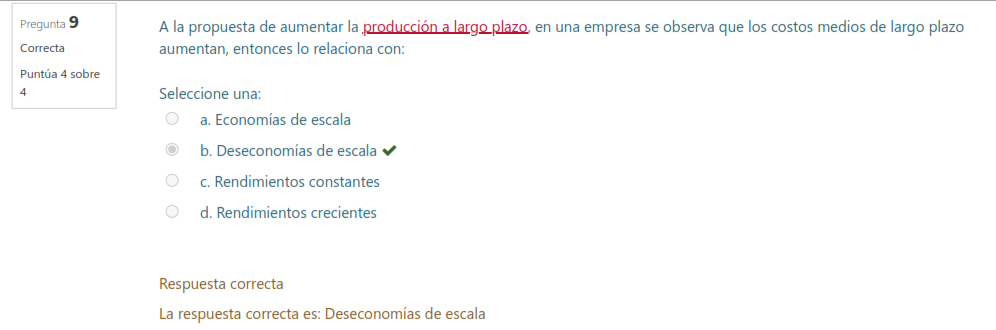 Pregunta 9
Correcta
Puntúa 4 sobre
4
A la propuesta de aumentar la producción a largo plazo, en una empresa se observa que los costos medios de largo plazo
aumentan, entonces lo relaciona con:
Seleccione una:
a. Economías de escala
b. Deseconomías de escala
c. Rendimientos constantes
d. Rendimientos crecientes
Respuesta correcta
La respuesta correcta es: Deseconomías de escala